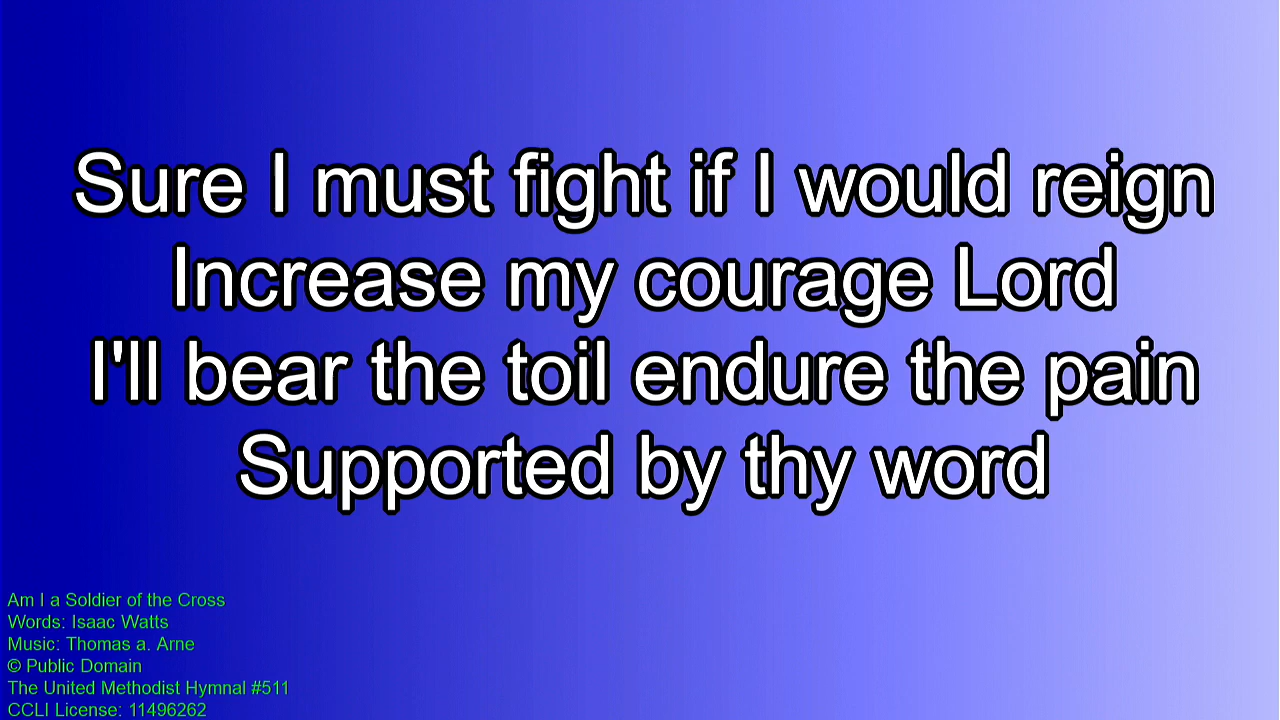 Sure I must fight if I would reign
Increase my courage Lord
I'll bear the toil endure the pain
Supported by thy word
Am I a Soldier of the Cross
Words: Isaac Watts
Music: Thomas a. Arne
© Public Domain
The United Methodist Hymnal #511
CCLI License: 11496262